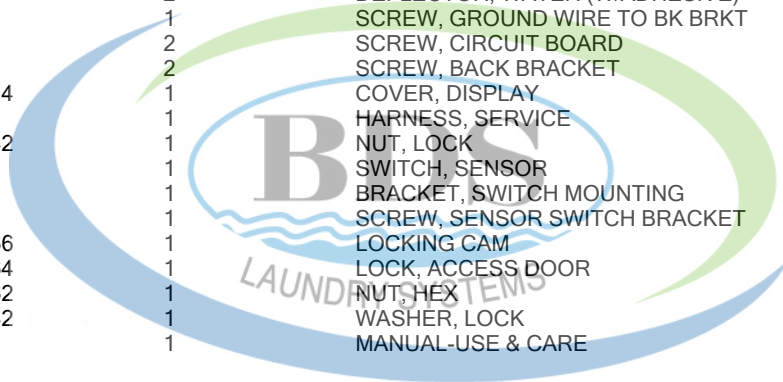 1 SCREW, GROUND WIRE TO BK BRKT
2 SCREW, CIRCUIT BOARD
2 SCREW, BACK BRACKET
4 1 COVER, DISPLAY
1 HARNESS, SERVICE
2 1 NUT, LOCK
1 SWITCH, SENSOR
1 BRACKET, SWITCH MOUNTING
1 SCREW, SENSOR SWITCH BRACKET
6 1 LOCKING CAM
4 1 LOCK, ACCESS DOOR
2 1 NUT, HEX
2 1 WASHER, LOCK
1 MANUAL-USE & CARE
BDS
LAUNDRY SYSTEMS